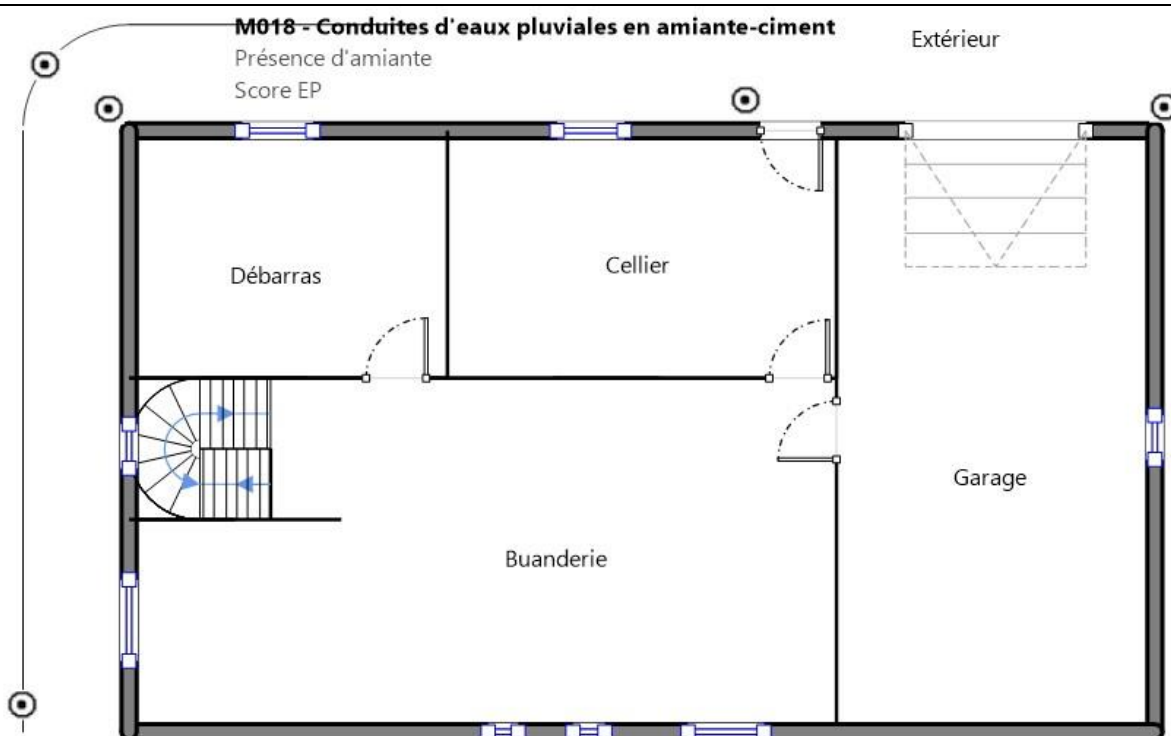 M018 - Conduites d'eaux pluviales en amiante-ciment
Présence d'amiante
Score EP
Extérieur
Débarras
Cellier
Garage
Buanderie